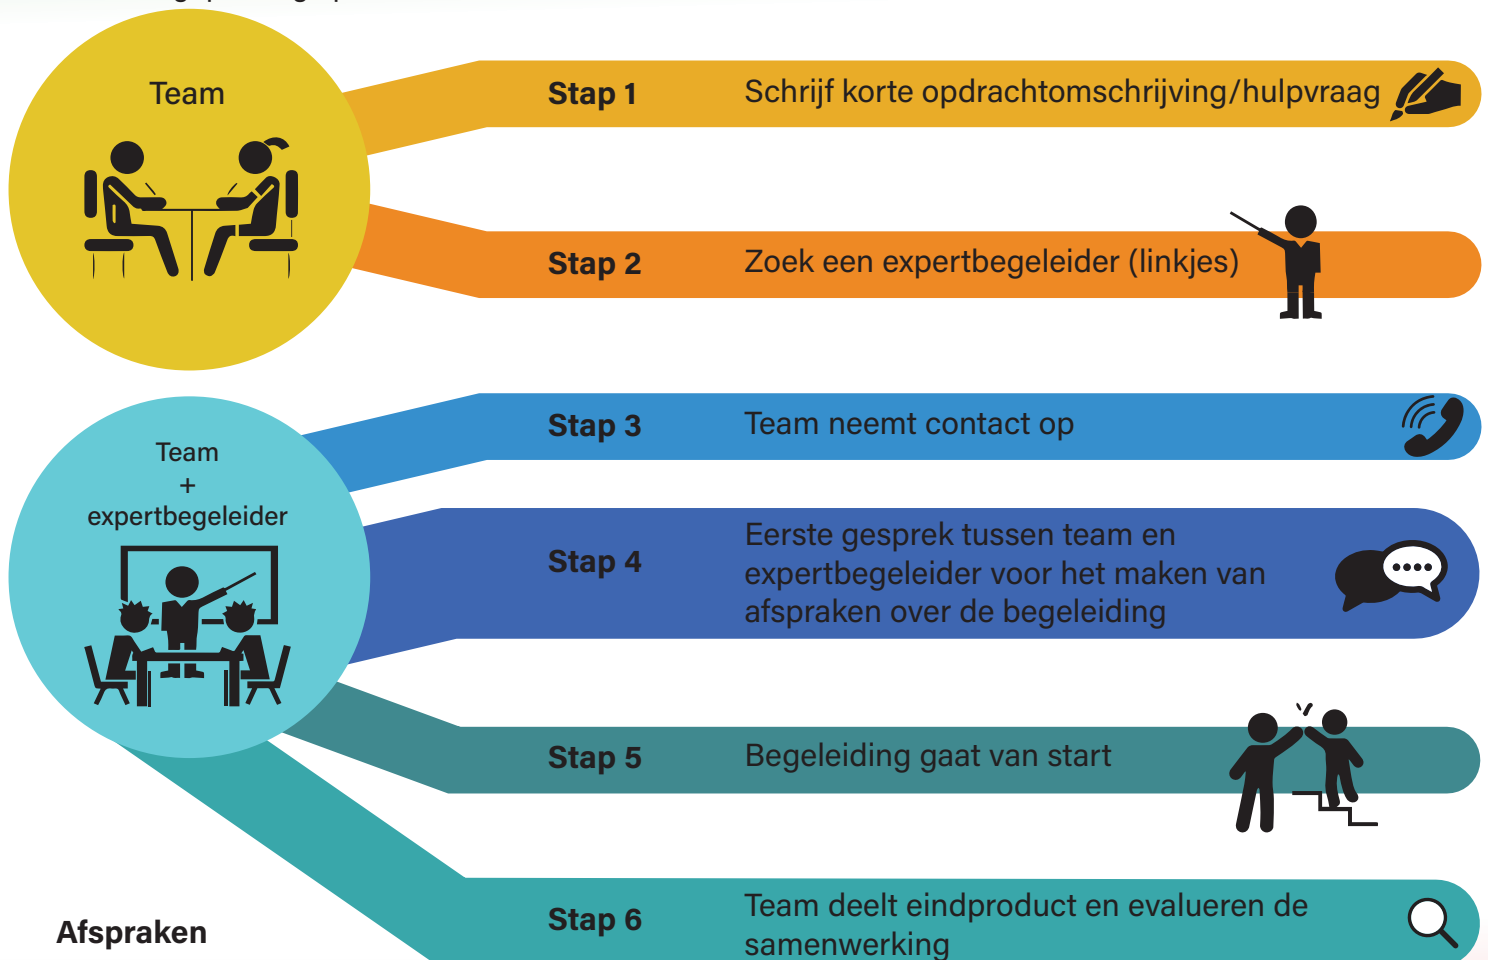 Team
Stap 1
Schrijf korte opdrachtomschrijving/hulpvraag
Stap 2
Zoek een expertbegeleider (linkjes)
Team
+
expertbegeleider
Stap 3
Team neemt contact op
Stap 4
Eerste gesprek tussen team en
expertbegeleider voor het maken van
afspraken over de begeleiding
Stap 5
Begeleiding gaat van start
Stap 6
Team deelt eindproduct en evalueren de
samenwerking
Afspraken